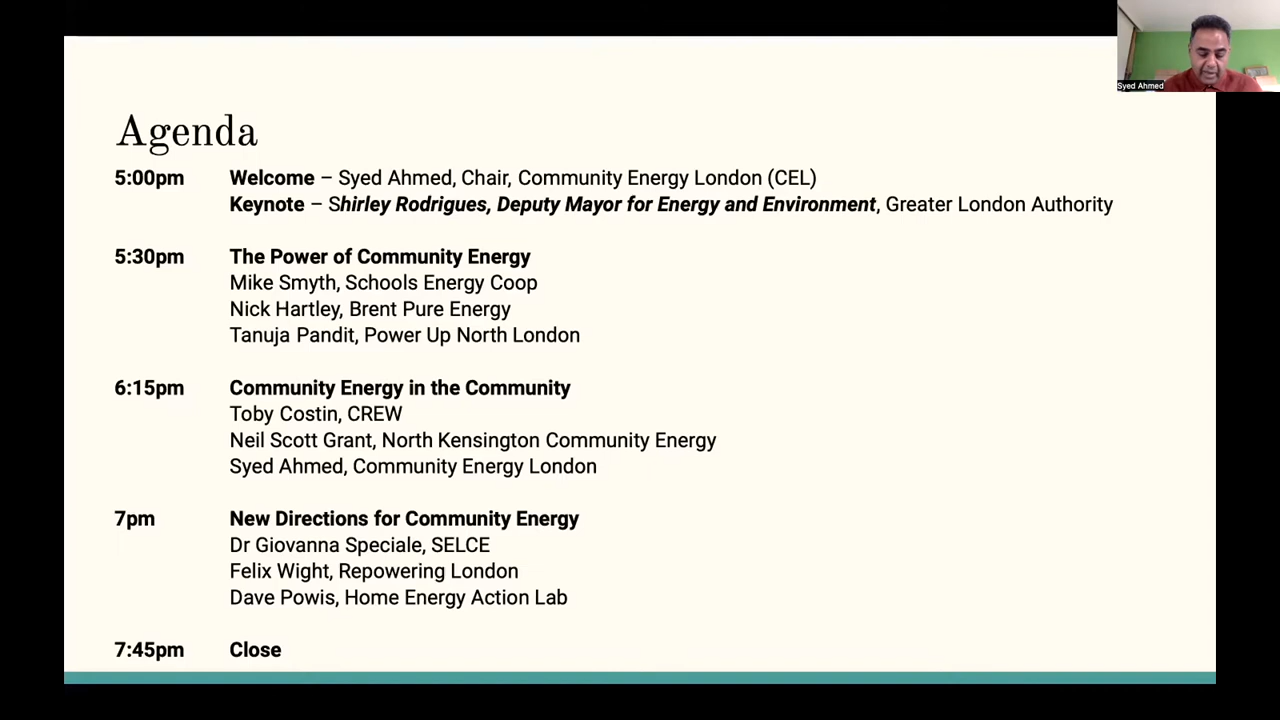 Syed Ahmed
Agenda
5:00pm Welcome – Syed Ahmed, Chair, Community Energy London (CEL)
Keynote – Shirley Rodrigues, Deputy Mayor for Energy and Environment, Greater London Authority
5:30pm The Power of Community Energy
Mike Smyth, Schools Energy Coop
Nick Hartley, Brent Pure Energy
Tanuja Pandit, Power Up North London
6:15pm Community Energy in the Community
Toby Costin, CREW
Neil Scott Grant, North Kensington Community Energy
Syed Ahmed, Community Energy London
7pm New Directions for Community Energy
Dr Giovanna Speciale, SELCE
Felix Wight, Repowering London
Dave Powis, Home Energy Action Lab
7:45pm Close